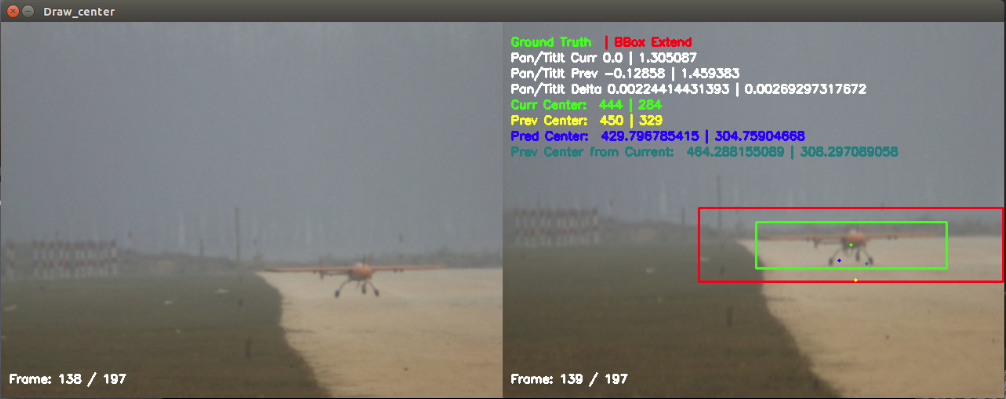 Draw_center
Ground Truth | BBox Extend
Pan/Titlt Curr 0.0 | 1.305087
Pan/Titlt Prev -0.12858 | 1.459383
Pan/Titlt Delta 0.00224414431393 | 0.00269297317672
Curr Center: 444 | 284
Prev Center: 450 | 329
Pred Center: 429.796785415 | 304.75904668
Prev Center from Current: 464.288155089 | 308.297089058
Frame: 138 / 197
Frame: 139 / 197